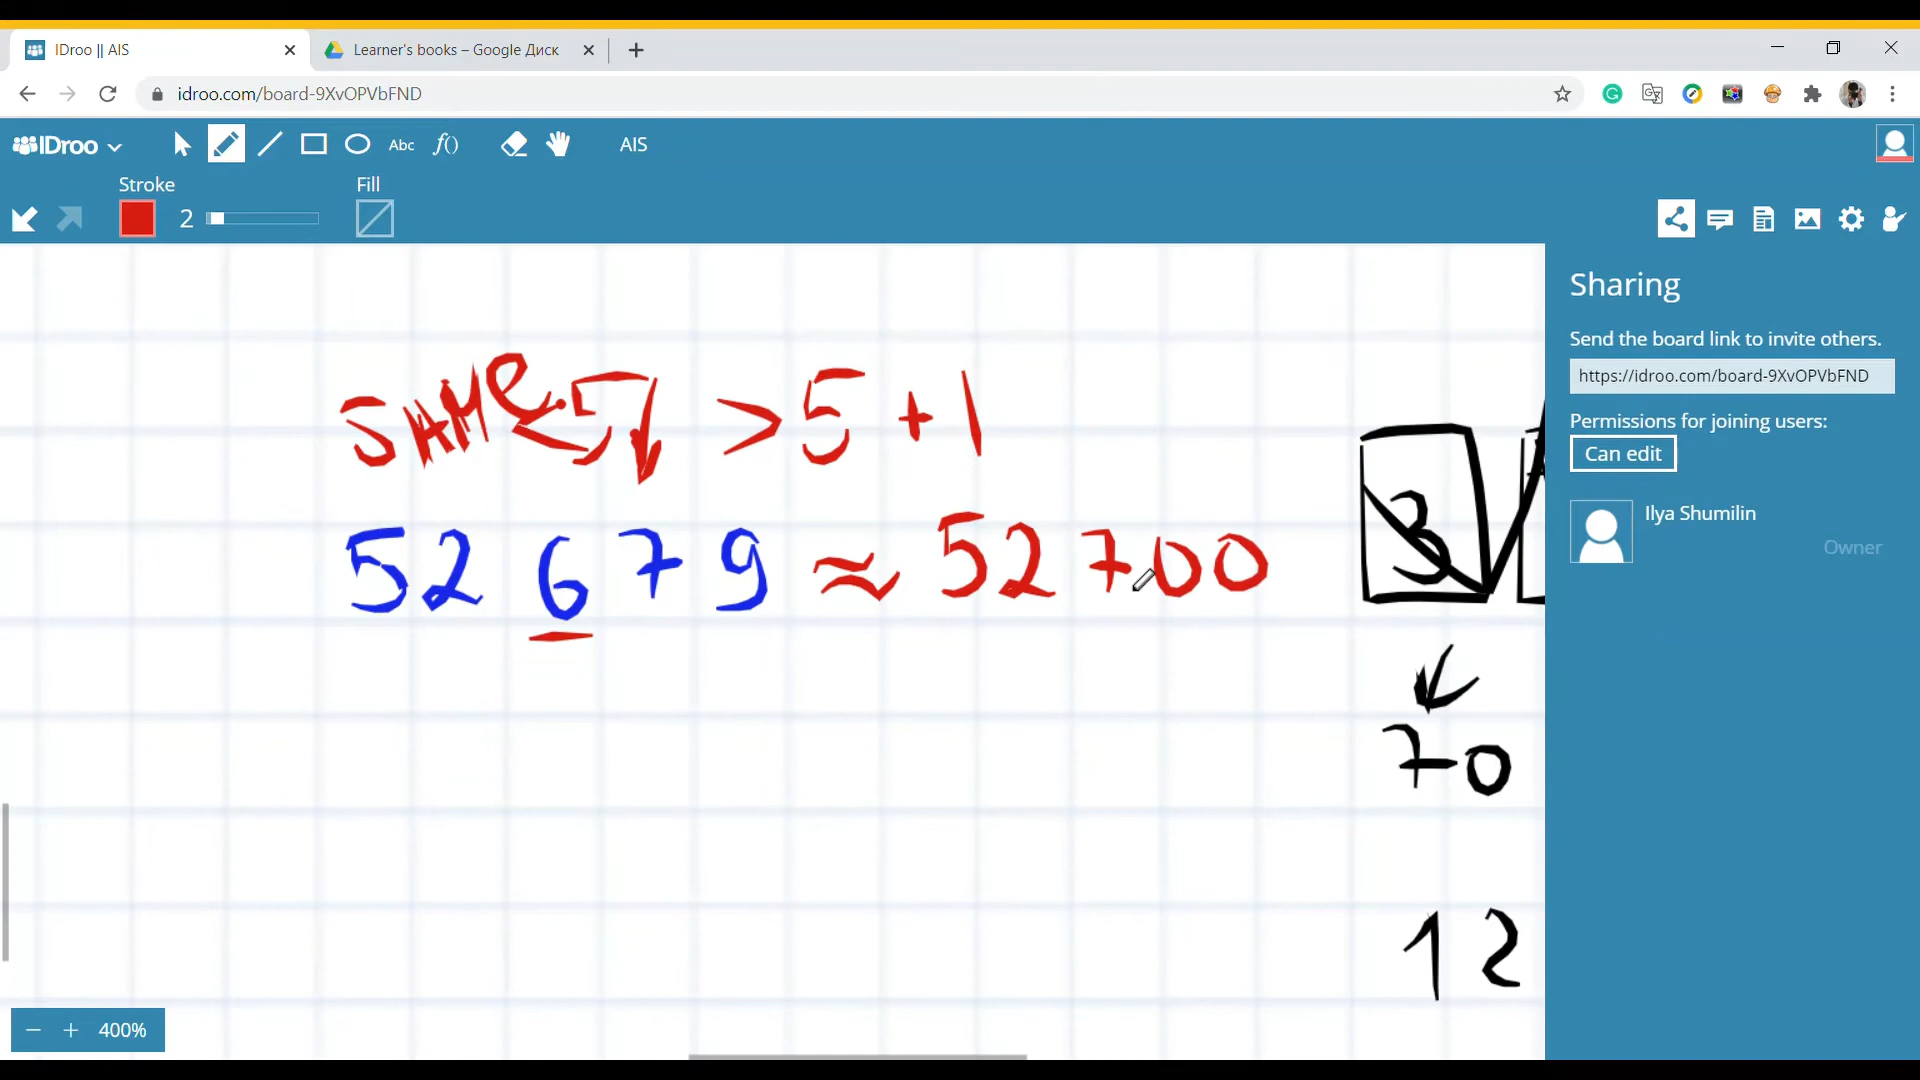 IDroo || AIS
Learner's books – Google Диск
idroo.com/board-9XvOPVbFND
IDroo
Abc
f()
AIS
Stroke
Fill
2
Sharing
Send the board link to invite others.
https://idroo.com/board-9XvOPVbFND
Permissions for joining users:
Can edit
Ilya Shumilin
Owner
SAMe < 5 > 5 + 1
52 679 ≈ 52 700
3
70
12
400%